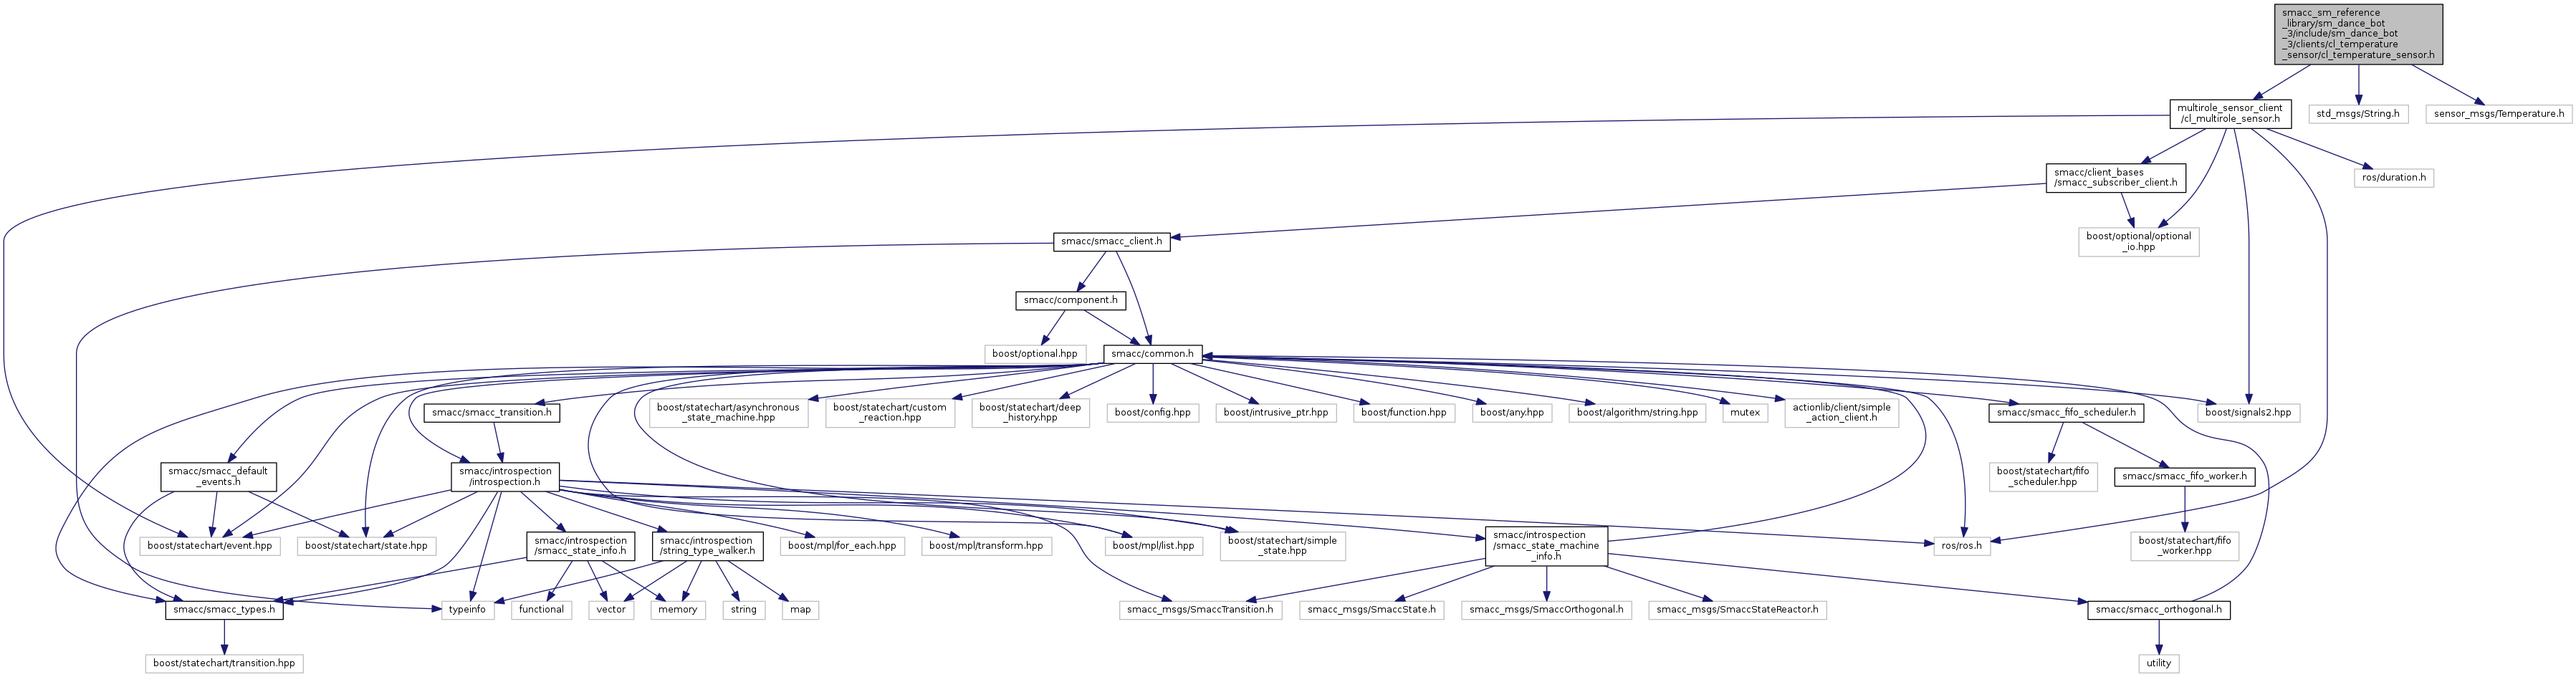 smacc_sm_reference
_library/sm_dance_bot
_3/include/sm_dance_bot
_3/clients/cl_temperature
_sensor/cl_temperature_sensor.h
multirole_sensor_client
/cl_multirole_sensor.h
std_msgs/String.h
sensor_msgs/Temperature.h
smacc/client_bases
/smacc_subscriber_client.h
ros/duration.h
smacc/smacc_client.h
boost/optional/optional
_io.hpp
smacc/component.h
boost/optional.hpp
smacc/common.h
smacc/smacc_transition.h
boost/statechart/asynchronous
_state_machine.hpp
boost/statechart/custom
_reaction.hpp
boost/statechart/deep
_history.hpp
boost/config.hpp
boost/intrusive_ptr.hpp
boost/function.hpp
boost/any.hpp
boost/algorithm/string.hpp
mutex
actionlib/client/simple
_action_client.h
smacc/smacc_fifo_scheduler.h
boost/signals2.hpp
smacc/smacc_default
_events.h
smacc/introspection
/introspection.h
boost/statechart/fifo
_scheduler.hpp
smacc/smacc_fifo_worker.h
boost/statechart/event.hpp
boost/statechart/state.hpp
smacc/introspection
/smacc_state_info.h
smacc/introspection
/string_type_walker.h
boost/mpl/for_each.hpp
boost/mpl/transform.hpp
boost/mpl/list.hpp
boost/statechart/simple
_state.hpp
smacc/introspection
/smacc_state_machine
_info.h
ros/ros.h
boost/statechart/fifo
_worker.hpp
smacc/smacc_types.h
typeinfo
functional
vector
memory
string
map
smacc_msgs/SmaccTransition.h
smacc_msgs/SmaccState.h
smacc_msgs/SmaccOrthogonal.h
smacc_msgs/SmaccStateReactor.h
smacc/smacc_orthogonal.h
boost/statechart/transition.hpp
utility